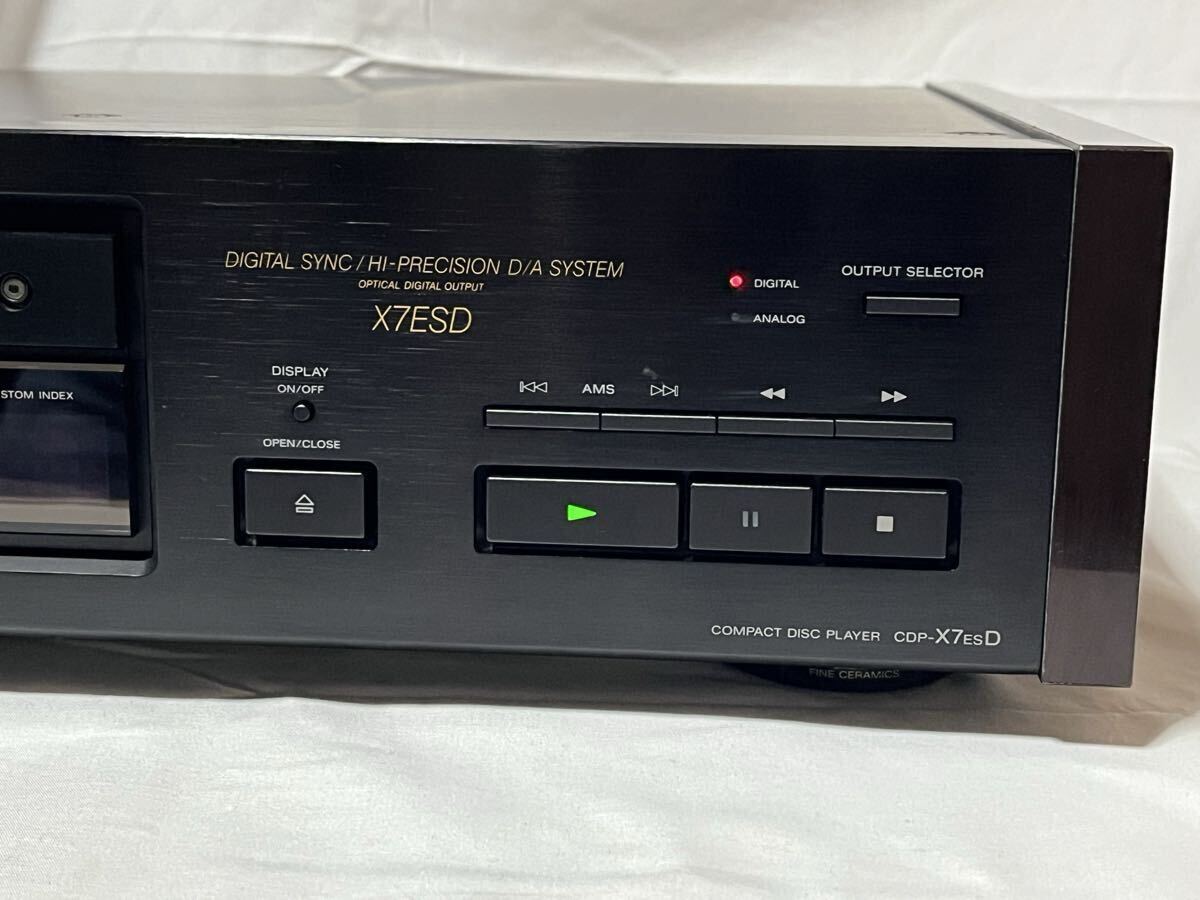 DIGITAL SYNC / HI-PRECISION D/A SYSTEM
OPTICAL DIGITAL OUTPUT
X7ESD
DIGITAL
ANALOG
OUTPUT SELECTOR
DISPLAY
ON/OFF
AMS
OPEN/CLOSE
STOM INDEX
COMPACT DISC PLAYER CDP-X7ESD
FINE CERAMICS